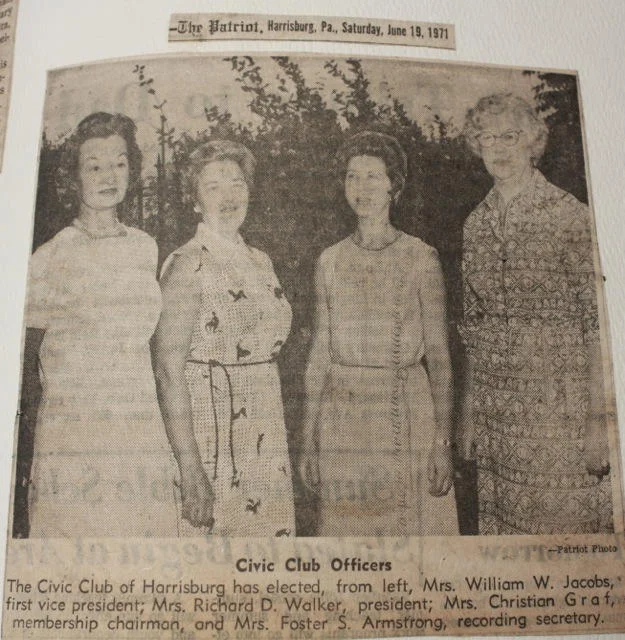 —The Patriot, Harrisburg, Pa., Saturday, June 19, 1971
—Patriot Photo
Civic Club Officers
The Civic Club of Harrisburg has elected, from left, Mrs. William W. Jacobs,
first vice president; Mrs. Richard D. Walker, president; Mrs. Christian Graf,
membership chairman, and Mrs. Foster S. Armstrong, recording secretary.